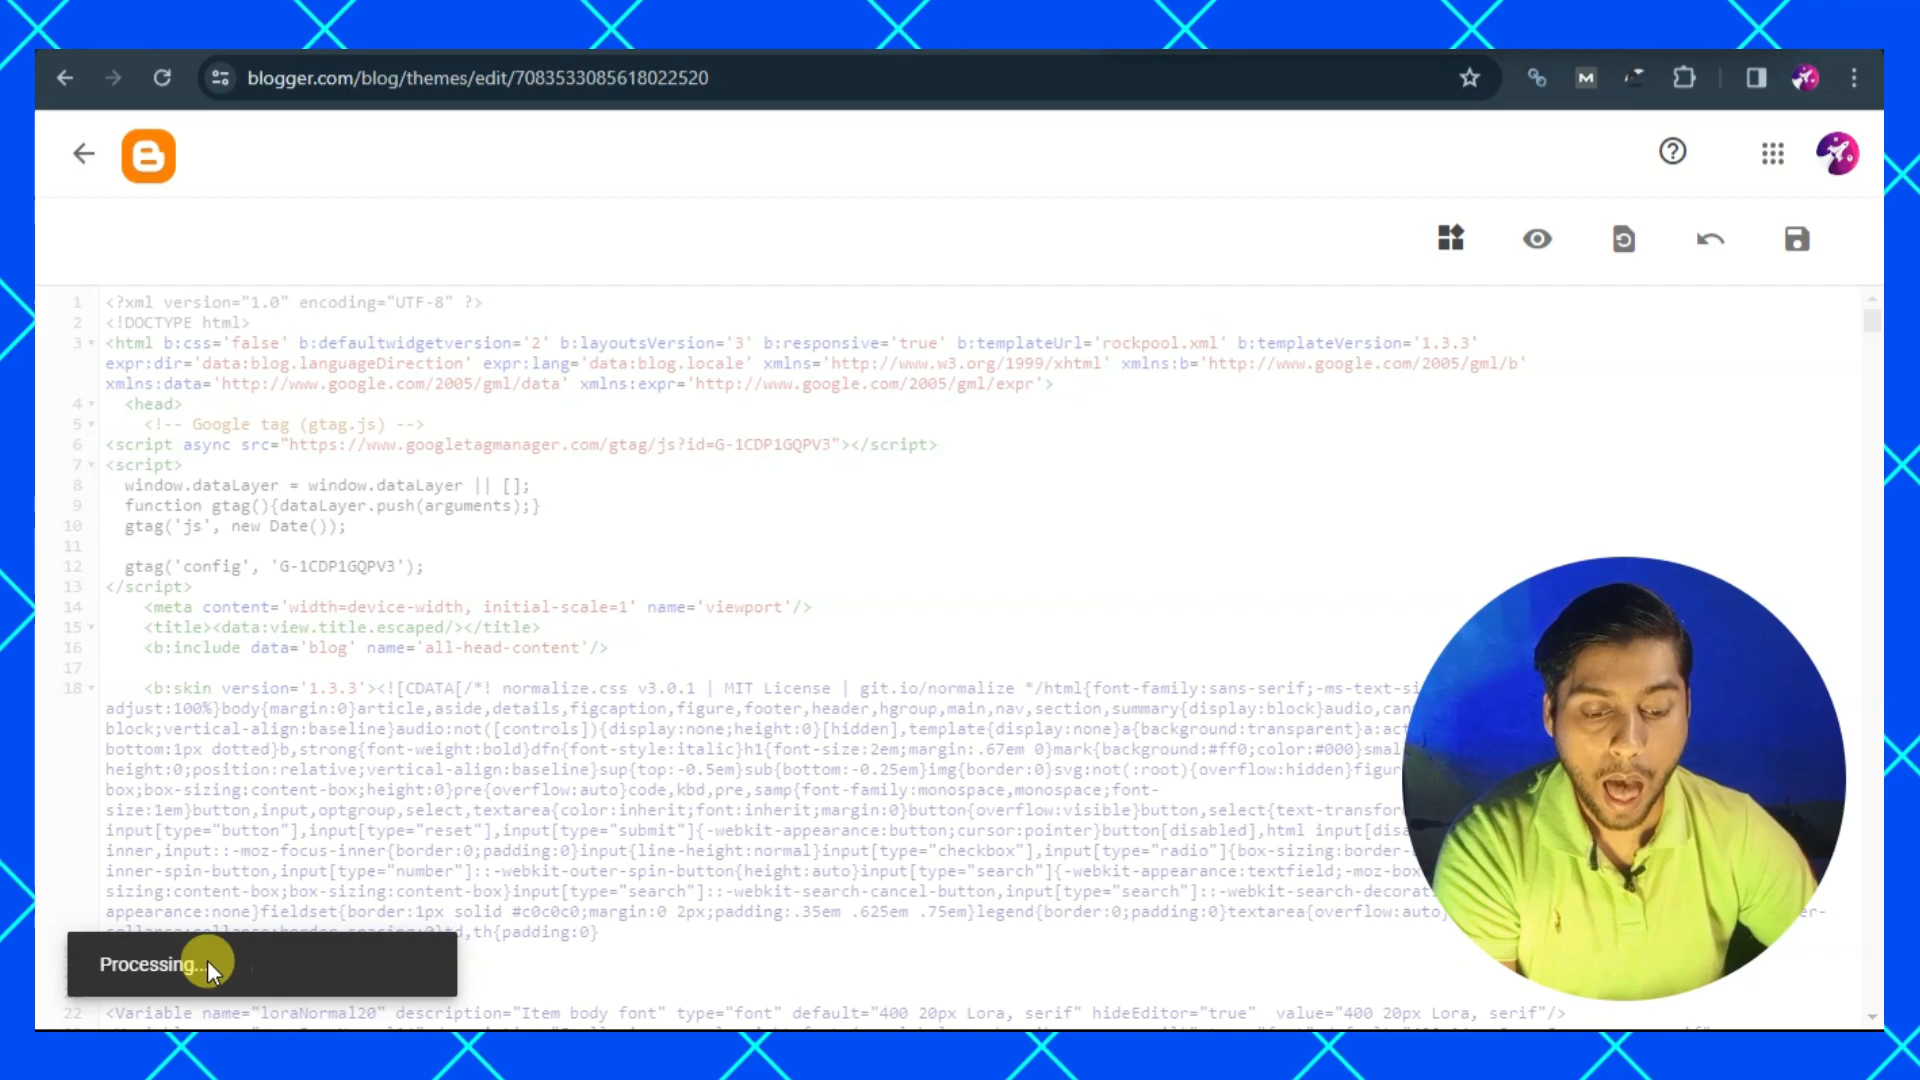 blogger.com/blog/themes/edit/7083533085618022520
M
1 <?xml version="1.0" encoding="UTF-8" ?>
2 <!DOCTYPE html>
3 <html b:css='false' b:defaultwidgetversion='2' b:layoutsVersion='3' b:responsive='true' b:templateUrl='rockpool.xml' b:templateVersion='1.3.3'
expr:dir='data:blog.languageDirection' expr:lang='data:blog.locale' xmlns='http://www.w3.org/1999/xhtml' xmlns:b='http://www.google.com/2005/gml/b'
xmlns:data='http://www.google.com/2005/gml/data' xmlns:expr='http://www.google.com/2005/gml/expr'>
4 <head>
5 <!-- Google tag (gtag.js) -->
6 <script async src="https://www.googletagmanager.com/gtag/js?id=G-1CDP1GQPV3"></script>
7 <script>
8 window.dataLayer = window.dataLayer || [];
9 function gtag(){dataLayer.push(arguments);}
10 gtag('js', new Date());
11
12 gtag('config', 'G-1CDP1GQPV3');
13 </script>
14 <meta content='width=device-width, initial-scale=1' name='viewport'/>
15 <title><data:view.title.escaped/></title>
16 <b:include data='blog' name='all-head-content'/>
17
18 <b:skin version='1.3.3'><![CDATA[/*! normalize.css v3.0.1 | MIT License | git.io/normalize */html{font-family:sans-serif;-ms-text-si
adjust:100%}body{margin:0}article,aside,details,figcaption,figure,footer,header,hgroup,main,nav,section,summary{display:block}audio,can
block;vertical-align:baseline}audio:not([controls]){display:none;height:0}[hidden],template{display:none}a{background:transparent}a:act
bottom:1px dotted}b,strong{font-weight:bold}dfn{font-style:italic}h1{font-size:2em;margin:.67em 0}mark{background:#ff0;color:#000}smal
height:0;position:relative;vertical-align:baseline}sup{top:-0.5em}sub{bottom:-0.25em}img{border:0}svg:not(:root){overflow:hidden}figur
box;box-sizing:content-box;height:0}pre{overflow:auto}code,kbd,pre,samp{font-family:monospace,monospace;font-
size:1em}button,input,optgroup,select,textarea{color:inherit;font:inherit;margin:0}button{overflow:visible}button,select{text-transfor
input[type="button"],input[type="reset"],input[type="submit"]{-webkit-appearance:button;cursor:pointer}button[disabled],html input[disa
inner,input::-moz-focus-inner{border:0;padding:0}input{line-height:normal}input[type="checkbox"],input[type="radio"]{box-sizing:border-
inner-spin-button,input[type="number"]::-webkit-outer-spin-button{height:auto}input[type="search"]{-webkit-appearance:textfield;-moz-box
sizing:content-box;box-sizing:content-box}input[type="search"]::-webkit-search-cancel-button,input[type="search"]::-webkit-search-decorat
appearance:none}fieldset{border:1px solid #c0c0c0;margin:0 2px;padding:.35em .625em .75em}legend{border:0;padding:0}textarea{overflow:auto} er-
td,th{padding:0}
Processing...
22 <Variable name="loraNormal20" description="Item body font" type="font" default="400 20px Lora, serif" hideEditor="true" value="400 20px Lora, serif"/>